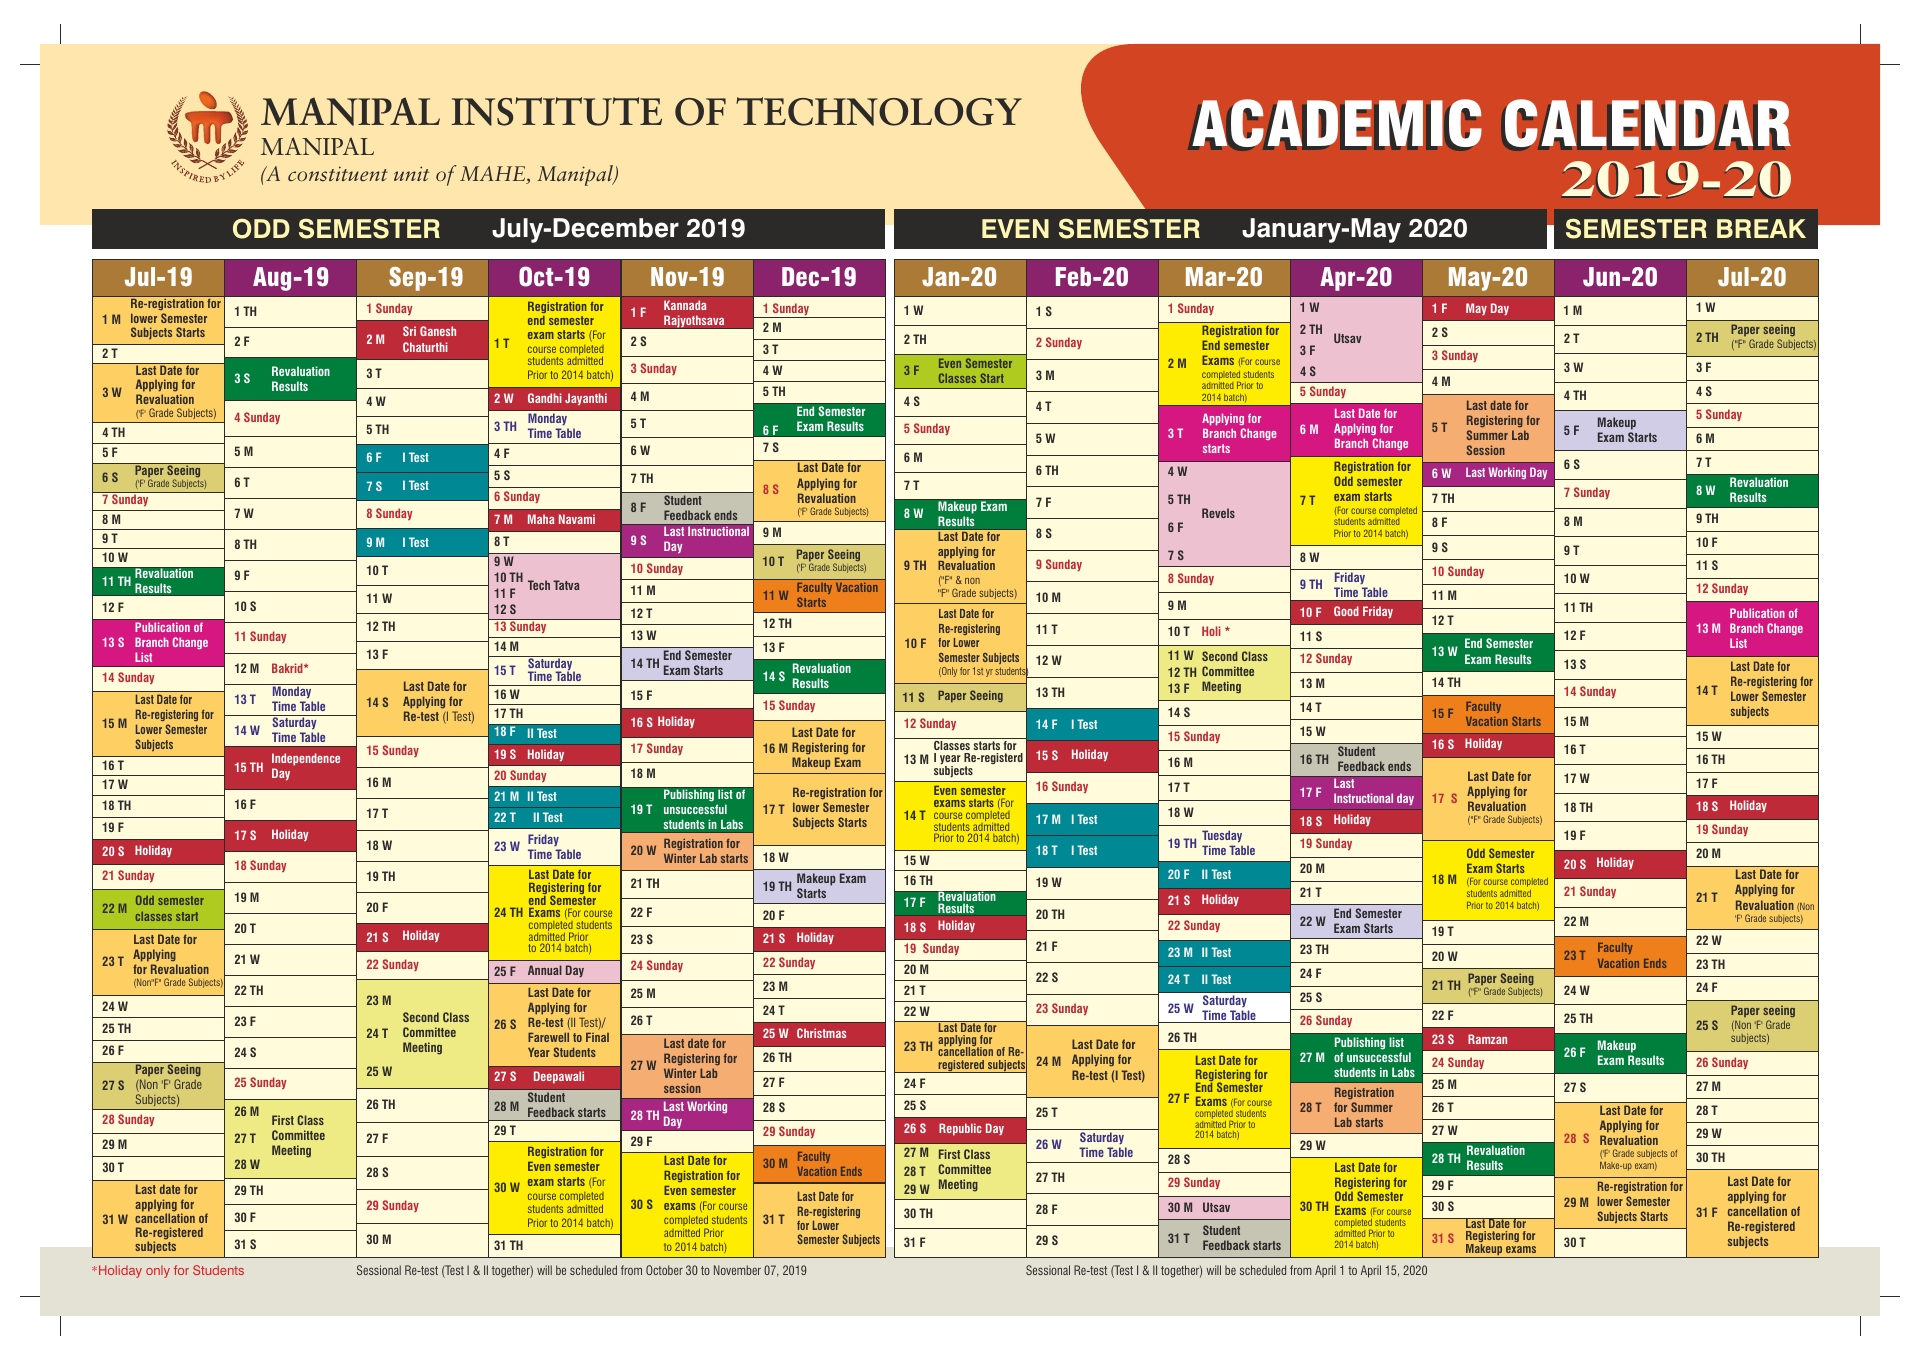 MANIPAL INSTITUTE OF TECHNOLOGY
MANIPAL
(A constituent unit of MAHE, Manipal)
INSPIRED BY LIFE
ACADEMIC CALENDAR
2019-20
ODD SEMESTER July-December 2019
EVEN SEMESTER January-May 2020
SEMESTER BREAK
Jul-19
1 M Re-registration for
lower Semester
Subjects Starts
2 T
3 W Last Date for
Applying for
Revaluation
('F' Grade Subjects)
4 TH
5 F
6 S Paper Seeing
('F' Grade Subjects)
7 Sunday
8 M
9 T
10 W
11 TH Revaluation
Results
12 F
13 S Publication of
Branch Change
List
14 Sunday
15 M Last Date for
Re-registering for
Lower Semester
Subjects
16 T
17 W
18 TH
19 F
20 S Holiday
21 Sunday
22 M Odd semester
classes start
23 T Last Date for
Applying
for Revaluation
(Non"F" Grade Subjects)
24 W
25 TH
26 F
27 S Paper Seeing
(Non 'F' Grade
Subjects)
28 Sunday
29 M
30 T
31 W Last date for
applying for
cancellation of
Re-registered
subjects
Aug-19
1 TH
2 F
3 S Revaluation
Results
4 Sunday
5 M
6 T
7 W
8 TH
9 F
10 S
11 Sunday
12 M Bakrid*
13 T Monday
Time Table
14 W Saturday
Time Table
15 TH Independence
Day
16 F
17 S Holiday
18 Sunday
19 M
20 T
21 W
22 TH
23 F
24 S
25 Sunday
26 M
27 T
28 W
First Class
Committee
Meeting
29 TH
30 F
31 S
Sep-19
1 Sunday
2 M Sri Ganesh
Chaturthi
3 T
4 W
5 TH
6 F I Test
7 S I Test
8 Sunday
9 M I Test
10 T
11 W
12 TH
13 F
14 S Last Date for
Applying for
Re-test (I Test)
15 Sunday
16 M
17 T
18 W
19 TH
20 F
21 S Holiday
22 Sunday
23 M
24 T
25 W
Second Class
Committee
Meeting
26 TH
27 F
28 S
29 Sunday
30 M
Oct-19
1 T Registration for
end semester
exam starts (For
course completed
students admitted
Prior to 2014 batch)
2 W Gandhi Jayanthi
3 TH Monday
Time Table
4 F
5 S
6 Sunday
7 M Maha Navami
8 T
9 W
10 TH
11 F
12 S
Tech Tatva
13 Sunday
14 M
15 T Saturday
Time Table
16 W
17 TH
18 F II Test
19 S Holiday
20 Sunday
21 M II Test
22 T II Test
23 W Friday
Time Table
24 TH Last Date for
Registering for
end Semester
Exams (For course
completed students
admitted Prior
to 2014 batch)
25 F Annual Day
26 S Last Date for
Applying for
Re-test (II Test)/
Farewell to Final
Year Students
27 S Deepawali
28 M Student
Feedback starts
29 T
30 W Registration for
Even semester
exam starts (For
course completed
students admitted
Prior to 2014 batch)
31 TH
Nov-19
1 F Kannada
Rajyothsava
2 S
3 Sunday
4 M
5 T
6 W
7 TH
8 F Student
Feedback ends
9 S Last Instructional
Day
10 Sunday
11 M
12 T
13 W
14 TH End Semester
Exam Starts
15 F
16 S Holiday
17 Sunday
18 M
19 T Publishing list of
unsuccessful
students in Labs
20 W Registration for
Winter Lab starts
21 TH
22 F
23 S
24 Sunday
25 M
26 T
27 W Last date for
Registering for
Winter Lab
session
28 TH Last Working
Day
29 F
30 S Last Date for
Registration for
Even semester
exams (For course
completed students
admitted Prior
to 2014 batch)
Dec-19
1 Sunday
2 M
3 T
4 W
5 TH
6 F End Semester
Exam Results
7 S
8 S Last Date for
Applying for
Revaluation
('F' Grade Subjects)
9 M
10 T Paper Seeing
('F' Grade Subjects)
11 W Faculty Vacation
Starts
12 TH
13 F
14 S Revaluation
Results
15 Sunday
16 M Last Date for
Registering for
Makeup Exam
17 T Re-registration for
lower Semester
Subjects Starts
18 W
19 TH Makeup Exam
Starts
20 F
21 S Holiday
22 Sunday
23 M
24 T
25 W Christmas
26 TH
27 F
28 S
29 Sunday
30 M Faculty
Vacation Ends
31 T Last Date for
Re-registering
for Lower
Semester Subjects
Jan-20
1 W
2 TH
3 F Even Semester
Classes Start
4 S
5 Sunday
6 M
7 T
8 W Makeup Exam
Results
9 TH Last Date for
applying for
Revaluation
("F" & non
"F" Grade subjects)
10 F Last Date for
Re-registering
for Lower
Semester Subjects
(Only for 1st yr students)
11 S Paper Seeing
12 Sunday
13 M Classes starts for
I year Re-registerd
subjects
14 T Even semester
exams starts (For
course completed
students admitted
Prior to 2014 batch)
15 W
16 TH
17 F Revaluation
Results
18 S Holiday
19 Sunday
20 M
21 T
22 W
23 TH Last Date for
applying for
cancellation of Re-
registered subjects
24 F
25 S
26 S Republic Day
27 M
28 T
29 W
First Class
Committee
Meeting
30 TH
31 F
Feb-20
1 S
2 Sunday
3 M
4 T
5 W
6 TH
7 F
8 S
9 Sunday
10 M
11 T
12 W
13 TH
14 F I Test
15 S Holiday
16 Sunday
17 M I Test
18 T I Test
19 W
20 TH
21 F
22 S
23 Sunday
24 M Last Date for
Applying for
Re-test (I Test)
25 T
26 W Saturday
Time Table
27 TH
28 F
29 S
Mar-20
1 Sunday
2 M Registration for
End semester
Exams (For course
completed students
admitted Prior to
2014 batch)
3 T Applying for
Branch Change
starts
4 W
5 TH
6 F
7 S
Revels
8 Sunday
9 M
10 T Holi *
11 W
12 TH
13 F
Second Class
Committee
Meeting
14 S
15 Sunday
16 M
17 T
18 W
19 TH Tuesday
Time Table
20 F II Test
21 S Holiday
22 Sunday
23 M II Test
24 T II Test
25 W Saturday
Time Table
26 TH
27 F Last Date for
Registering for
End Semester
Exams (For course
completed students
admitted Prior to
2014 batch)
28 S
29 Sunday
30 M Utsav
31 T Student
Feedback starts
Apr-20
1 W
2 TH
3 F
4 S
Utsav
5 Sunday
6 M Last Date for
Applying for
Branch Change
7 T Registration for
Odd semester
exam starts
(For course completed
students admitted
Prior to 2014 batch)
8 W
9 TH Friday
Time Table
10 F Good Friday
11 S
12 Sunday
13 M
14 T
15 W
16 TH Student
Feedback ends
17 F Last
Instructional day
18 S Holiday
19 Sunday
20 M
21 T
22 W End Semester
Exam Starts
23 TH
24 F
25 S
26 Sunday
27 M Publishing list
of unsuccessful
students in Labs
28 T Registration
for Summer
Lab starts
29 W
30 TH Last Date for
Registering for
Odd Semester
Exams (For course
completed students
admitted Prior to
2014 batch)
May-20
1 F May Day
2 S
3 Sunday
4 M
5 T Last date for
Registering for
Summer Lab
Session
6 W Last Working Day
7 TH
8 F
9 S
10 Sunday
11 M
12 T
13 W End Semester
Exam Results
14 TH
15 F Faculty
Vacation Starts
16 S Holiday
17 S Last Date for
Applying for
Revaluation
("F" Grade Subjects)
18 M Odd Semester
Exam Starts
(For course completed
students admitted
Prior to 2014 batch)
19 T
20 W
21 TH Paper Seeing
("F" Grade Subjects)
22 F
23 S Ramzan
24 Sunday
25 M
26 T
27 W
28 TH Revaluation
Results
29 F
30 S
31 S Last Date for
Registering for
Makeup exams
Jun-20
1 M
2 T
3 W
4 TH
5 F Makeup
Exam Starts
6 S
7 Sunday
8 M
9 T
10 W
11 TH
12 F
13 S
14 Sunday
15 M
16 T
17 W
18 TH
19 F
20 S Holiday
21 Sunday
22 M
23 T Faculty
Vacation Ends
24 W
25 TH
26 F Makeup
Exam Results
27 S
28 S Last Date for
Applying for
Revaluation
('F' Grade subjects of
Make-up exam)
29 M Re-registration for
lower Semester
Subjects Starts
30 T
Jul-20
1 W
2 TH Paper seeing
("F" Grade Subjects)
3 F
4 S
5 Sunday
6 M
7 T
8 W Revaluation
Results
9 TH
10 F
11 S
12 Sunday
13 M Publication of
Branch Change
List
14 T Last Date for
Re-registering for
Lower Semester
subjects
15 W
16 TH
17 F
18 S Holiday
19 Sunday
20 M
21 T Last Date for
Applying for
Revaluation (Non
'F' Grade subjects)
22 W
23 TH
24 F
25 S Paper seeing
(Non 'F' Grade
subjects)
26 Sunday
27 M
28 T
29 W
30 TH
31 F Last Date for
applying for
cancellation of
Re-registered
subjects
*Holiday only for Students
Sessional Re-test (Test I & II together) will be scheduled from October 30 to November 07, 2019
Sessional Re-test (Test I & II together) will be scheduled from April 1 to April 15, 2020